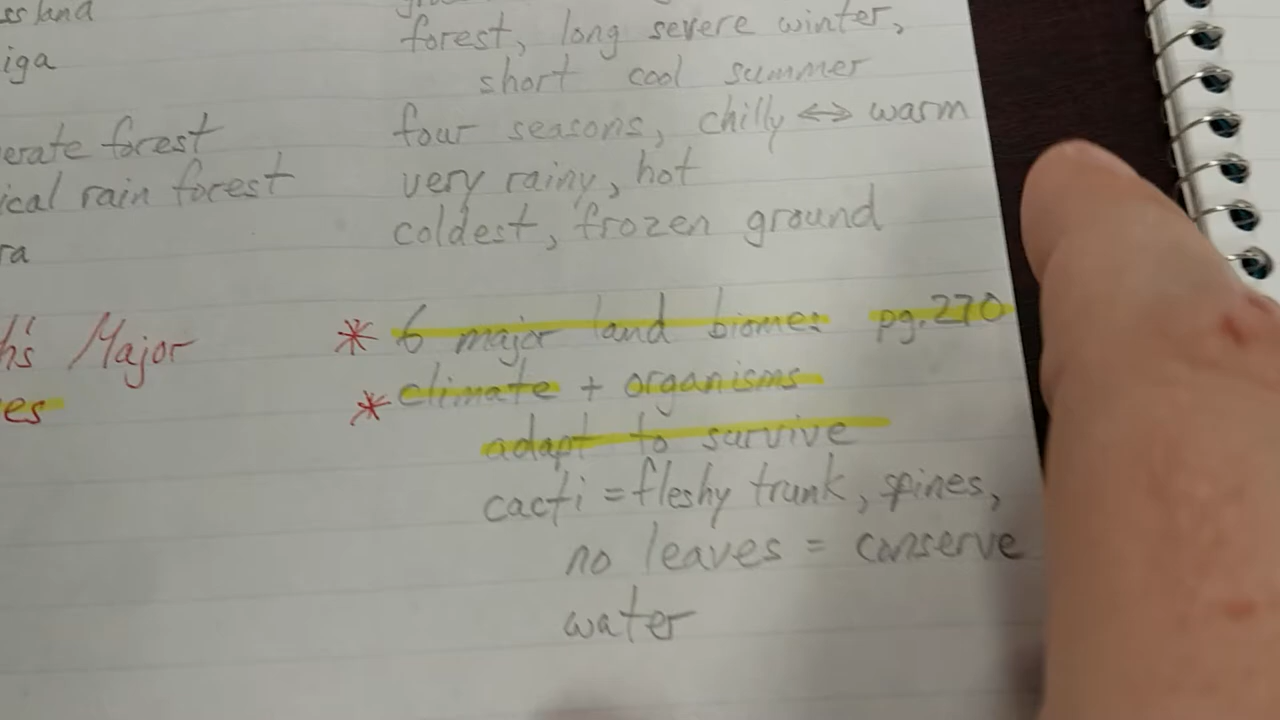 ss land
forest, long severe winter,
iga
short cool summer
erate forest
four seasons, chilly <-> warm
ical rain forest
very rainy, hot
ra
coldest, frozen ground
h's Major
* 6 major land biomes pg. 270
es
* climate + organisms
adapt to survive
cacti = fleshy trunk, spines,
no leaves = conserve
water